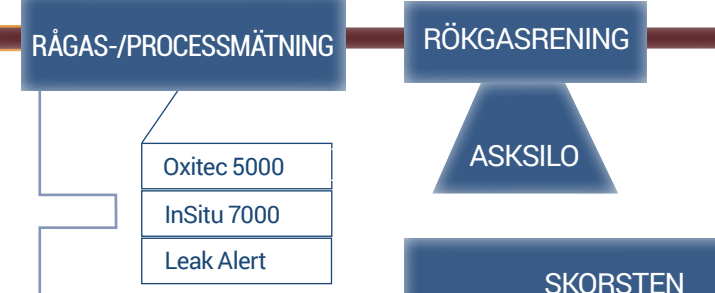 RÅGAS-/PROCESSMÄTNING
RÖKGASRENING
ASKSILO
Oxitec 5000
InSitu 7000
Leak Alert
SKORSTEN